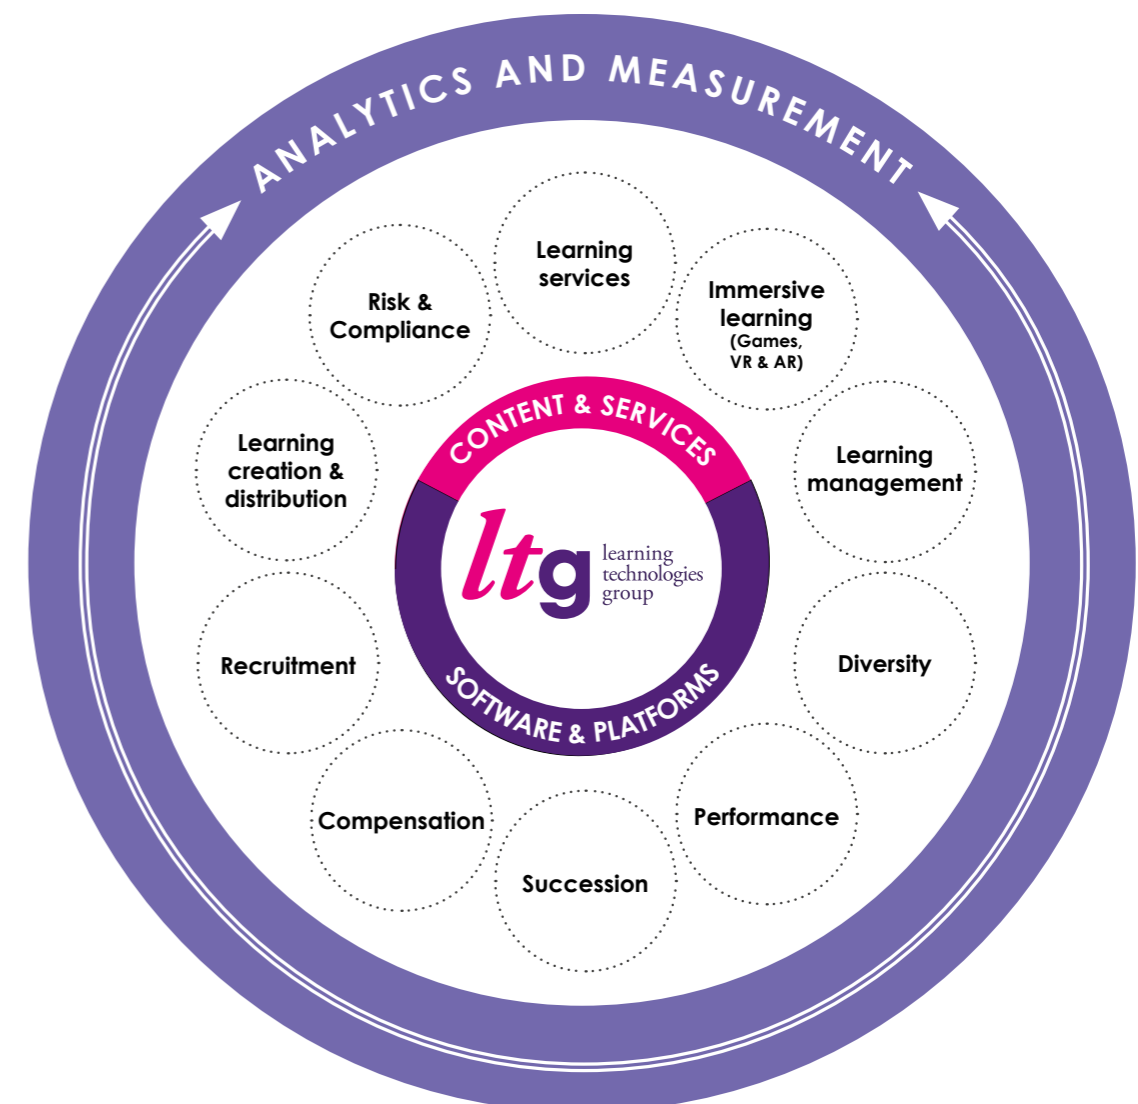 ANALYTICS AND MEASUREMENT
Learning
services
Immersive
learning
(Games,
VR & AR)
Learning
management
Diversity
Performance
Succession
Compensation
Recruitment
Learning
creation &
distribution
Risk &
Compliance
CONTENT & SERVICES
ltg
learning
technologies
group
SOFTWARE & PLATFORMS